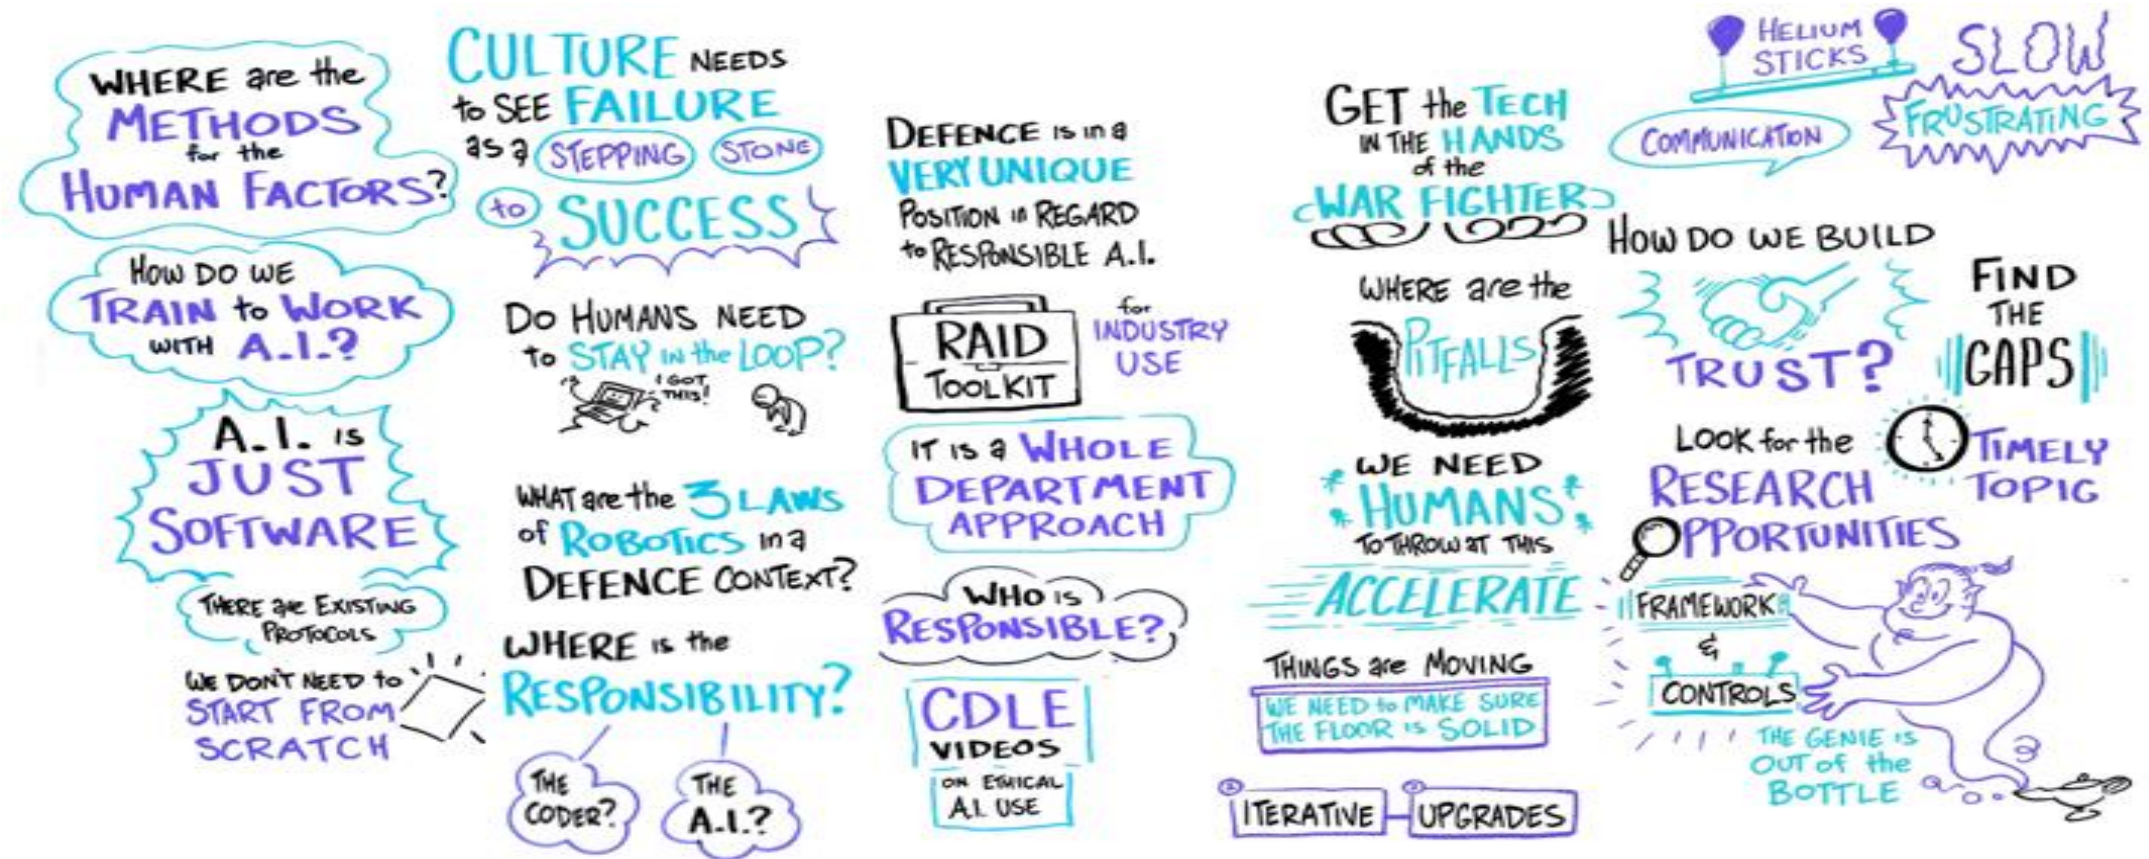 WHERE are the
METHODS
for the
HUMAN FACTORS?
HOW DO WE
TRAIN to WORK
WITH A.I.?
A.I. IS
JUST
SOFTWARE
THERE are EXISTING
PROTOCOLS
WE DON'T NEED to
START FROM
SCRATCH
CULTURE NEEDS
to SEE FAILURE
as a STEPPING STONE
to SUCCESS
DO HUMANS NEED
to STAY IN the LOOP?
I GOT
THIS!
WHAT are the 3 LAWS
of ROBOTICS in a
DEFENCE CONTEXT?
WHERE is the
RESPONSIBILITY?
THE
CODER?
THE
A.I.?
DEFENCE is in a
VERY UNIQUE
POSITION in REGARD
to RESPONSIBLE A.I.
RAID
TOOLKIT
for
INDUSTRY
USE
IT IS a WHOLE
DEPARTMENT
APPROACH
WHO IS
RESPONSIBLE?
CDLE
VIDEOS
ON ETHICAL
A.I. USE
GET the TECH
IN THE HANDS
of the
WAR FIGHTER
WHERE are the
PITFALLS
WE NEED
HUMANS
TO THROW at THIS
ACCELERATE
THINGS are MOVING
WE NEED to MAKE SURE
THE FLOOR IS SOLID
ITERATIVE UPGRADES
HELIUM
STICKS
SLOW
COMMUNICATION
FRUSTRATING
HOW DO WE BUILD
TRUST?
FIND
THE
GAPS
LOOK for the
RESEARCH
OPPORTUNITIES
TIMELY
TOPIC
FRAMEWORK
&
CONTROLS
THE GENIE IS
OUT of the
BOTTLE